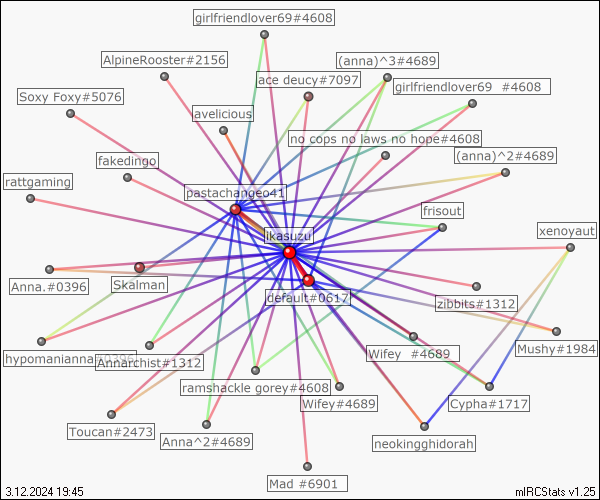 girlfriendlover69#4608
AlpineRooster#2156
(anna)^3#4689
ace deucy#7097
girlfriendlover69 #4608
Soxy Foxy#5076
avelicious
no cops no laws no hope#4608
(anna)^2#4689
fakedingo
rattgaming
pastachangeo41
frisout
ikasuzu
xenoyaut
Anna.#0396
Skalman
default#0617
zibbits#1312
hypomanianna#0396
Annarchist#1312
Wifey #4689
Mushy#1984
ramshackle gorey#4608
Wifey#4689
Cypha#1717
Toucan#2473
Anna^2#4689
neokingghidorah
Mad #6901
3.12.2024 19:45
mIRCStats v1.25